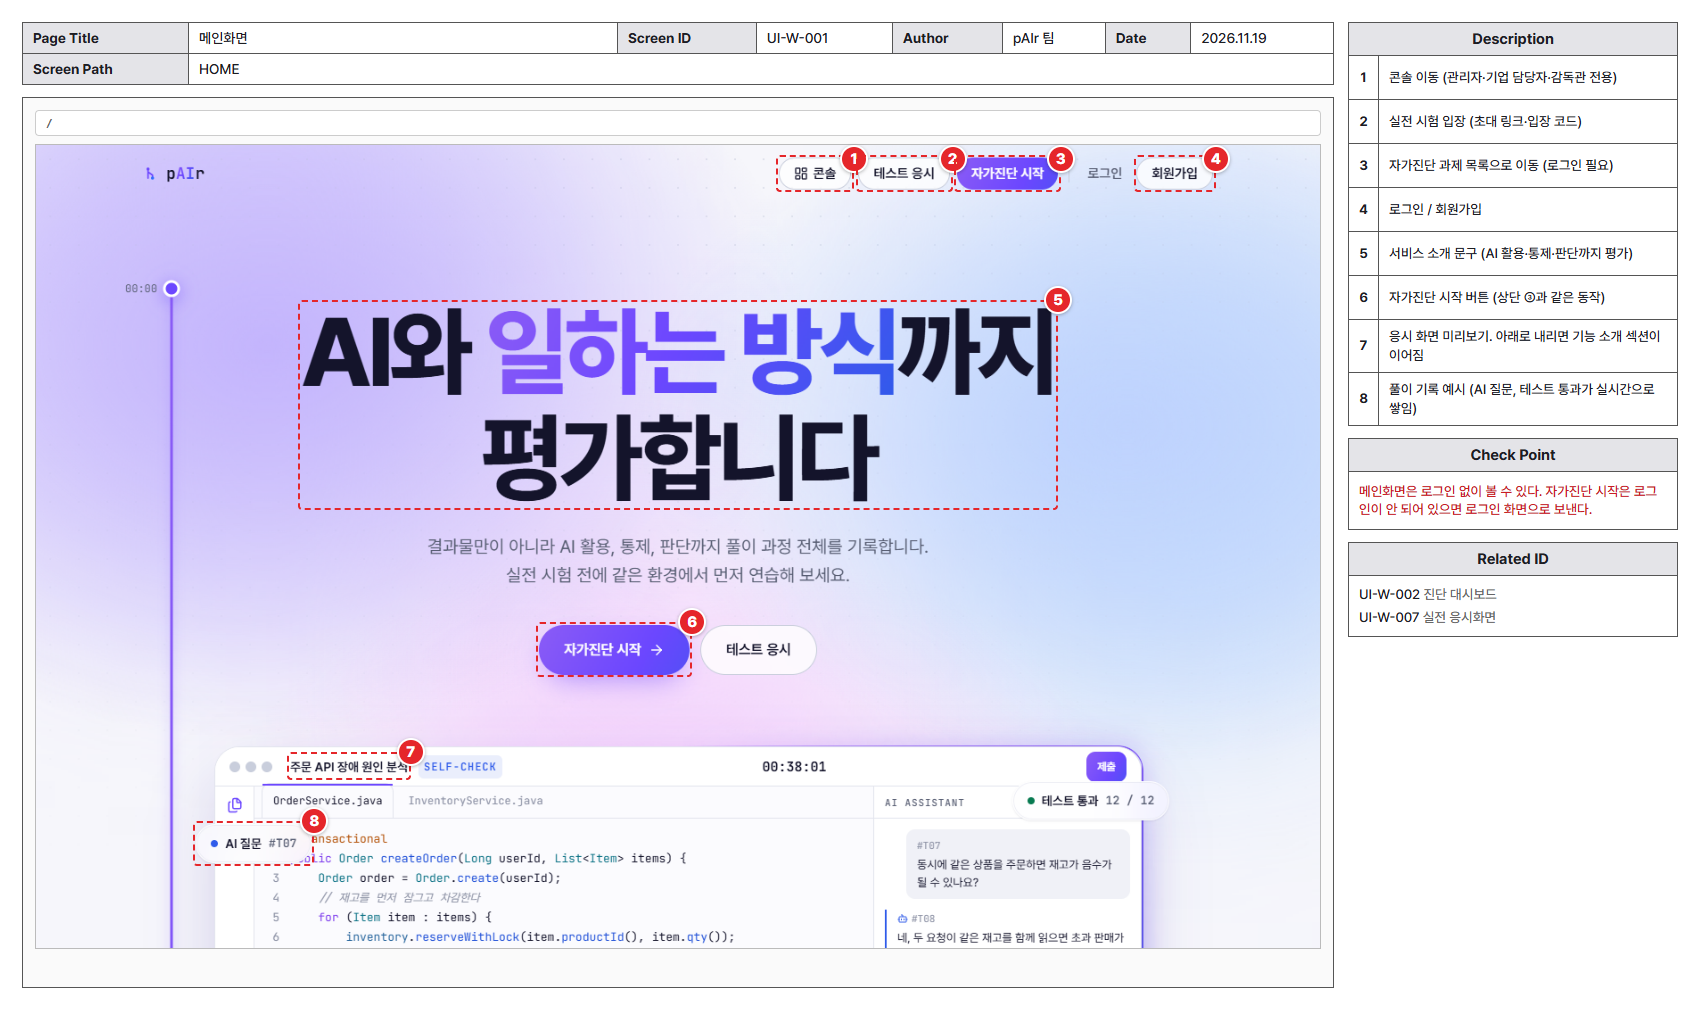 Page Title 메인화면 Screen ID UI-W-001 Author pAIr 팀 Date 2026.11.19
Screen Path HOME
/
pAIr
1 콘솔
2 테스트 응시
3 자가진단 시작
로그인
4 회원가입
00:00
5
AI와 일하는 방식까지
평가합니다
결과물만이 아니라 AI 활용, 통제, 판단까지 풀이 과정 전체를 기록합니다.
실전 시험 전에 같은 환경에서 먼저 연습해 보세요.
6
자가진단 시작 → 테스트 응시
7
주문 API 장애 원인 분석 SELF-CHECK 00:38:01 제출
OrderService.java InventoryService.java AI ASSISTANT
테스트 통과 12 / 12
8
AI 질문 #T07
ansactional
lic Order createOrder(Long userId, List<Item> items) {
3 Order order = Order.create(userId);
4 // 재고를 먼저 잠그고 차감한다
5 for (Item item : items) {
6 inventory.reserveWithLock(item.productId(), item.qty());
#T07
동시에 같은 상품을 주문하면 재고가 음수가
될 수 있나요?
#T08
네, 두 요청이 같은 재고를 함께 읽으면 초과 판매가
Description
1 콘솔 이동 (관리자·기업 담당자·감독관 전용)
2 실전 시험 입장 (초대 링크·입장 코드)
3 자가진단 과제 목록으로 이동 (로그인 필요)
4 로그인 / 회원가입
5 서비스 소개 문구 (AI 활용·통제·판단까지 평가)
6 자가진단 시작 버튼 (상단 ③과 같은 동작)
7 응시 화면 미리보기. 아래로 내리면 기능 소개 섹션이
이어짐
8 풀이 기록 예시 (AI 질문, 테스트 통과가 실시간으로
쌓임)
Check Point
메인화면은 로그인 없이 볼 수 있다. 자가진단 시작은 로그
인이 안 되어 있으면 로그인 화면으로 보낸다.
Related ID
UI-W-002 진단 대시보드
UI-W-007 실전 응시화면